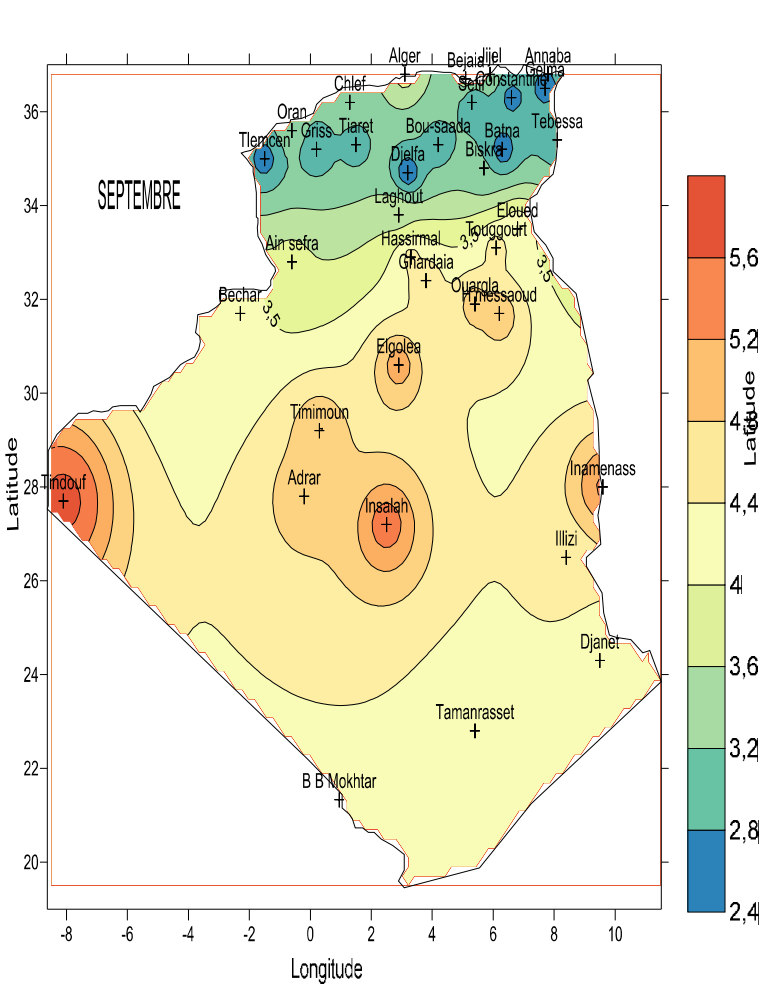 Alger
Bejaia
Jijel
Annaba
Gelma
Constantine
Setif
Chlef
Oran
Tlemcen
Griss
Tiaret
Bou-saada
Batna
Tebessa
Djelfa
Biskra
SEPTEMBRE
Laghout
Eloued
Touggourt
Ain sefra
Hassirmal
3,5
Ghardaia
3,5
Bechar
3,5
Ouargla
H messaoud
Elgolea
Timimoun
Tindouf
Adrar
Insalah
Inamenass
Illizi
Djanet
Tamanrasset
B B Mokhtar
36
34
32
30
28
26
24
22
20
Latitude
-8 -6 -4 -2 0 2 4 6 8 10
Longitude
5,6
5,2
4,8
4,4
4
3,6
3,2
2,8
2,4
Latitude